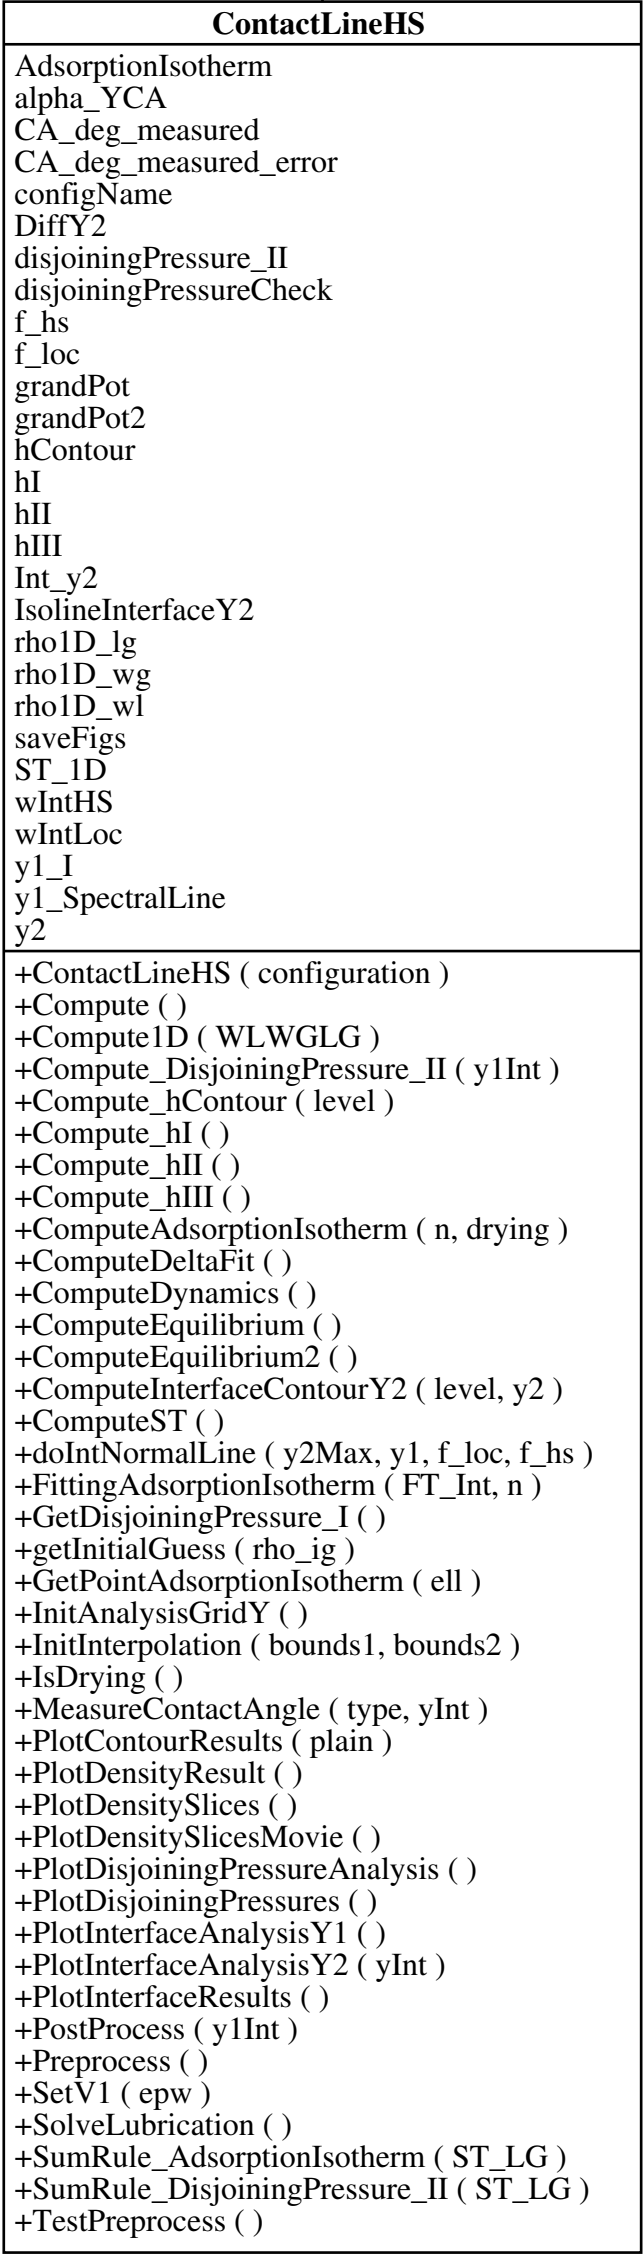 ContactLineHS
AdsorptionIsotherm
alpha_YCA
CA_deg_measured
CA_deg_measured_error
configName
DiffY2
disjoiningPressure_II
disjoiningPressureCheck
f_hs
f_loc
grandPot
grandPot2
hContour
hI
hII
hIII
Int_y2
IsolineInterfaceY2
rho1D_lg
rho1D_wg
rho1D_wl
saveFigs
ST_1D
wIntHS
wIntLoc
y1_I
y1_SpectralLine
y2
+ContactLineHS ( configuration )
+Compute ( )
+Compute1D ( WLWGLG )
+Compute_DisjoiningPressure_II ( y1Int )
+Compute_hContour ( level )
+Compute_hI ( )
+Compute_hII ( )
+Compute_hIII ( )
+ComputeAdsorptionIsotherm ( n, drying )
+ComputeDeltaFit ( )
+ComputeDynamics ( )
+ComputeEquilibrium ( )
+ComputeEquilibrium2 ( )
+ComputeInterfaceContourY2 ( level, y2 )
+ComputeST ( )
+doIntNormalLine ( y2Max, y1, f_loc, f_hs )
+FittingAdsorptionIsotherm ( FT_Int, n )
+GetDisjoiningPressure_I ( )
+getInitialGuess ( rho_ig )
+GetPointAdsorptionIsotherm ( ell )
+InitAnalysisGridY ( )
+InitInterpolation ( bounds1, bounds2 )
+IsDrying ( )
+MeasureContactAngle ( type, yInt )
+PlotContourResults ( plain )
+PlotDensityResult ( )
+PlotDensitySlices ( )
+PlotDensitySlicesMovie ( )
+PlotDisjoiningPressureAnalysis ( )
+PlotDisjoiningPressures ( )
+PlotInterfaceAnalysisY1 ( )
+PlotInterfaceAnalysisY2 ( yInt )
+PlotInterfaceResults ( )
+PostProcess ( y1Int )
+Preprocess ( )
+SetV1 ( epw )
+SolveLubrication ( )
+SumRule_AdsorptionIsotherm ( ST_LG )
+SumRule_DisjoiningPressure_II ( ST_LG )
+TestPreprocess ( )